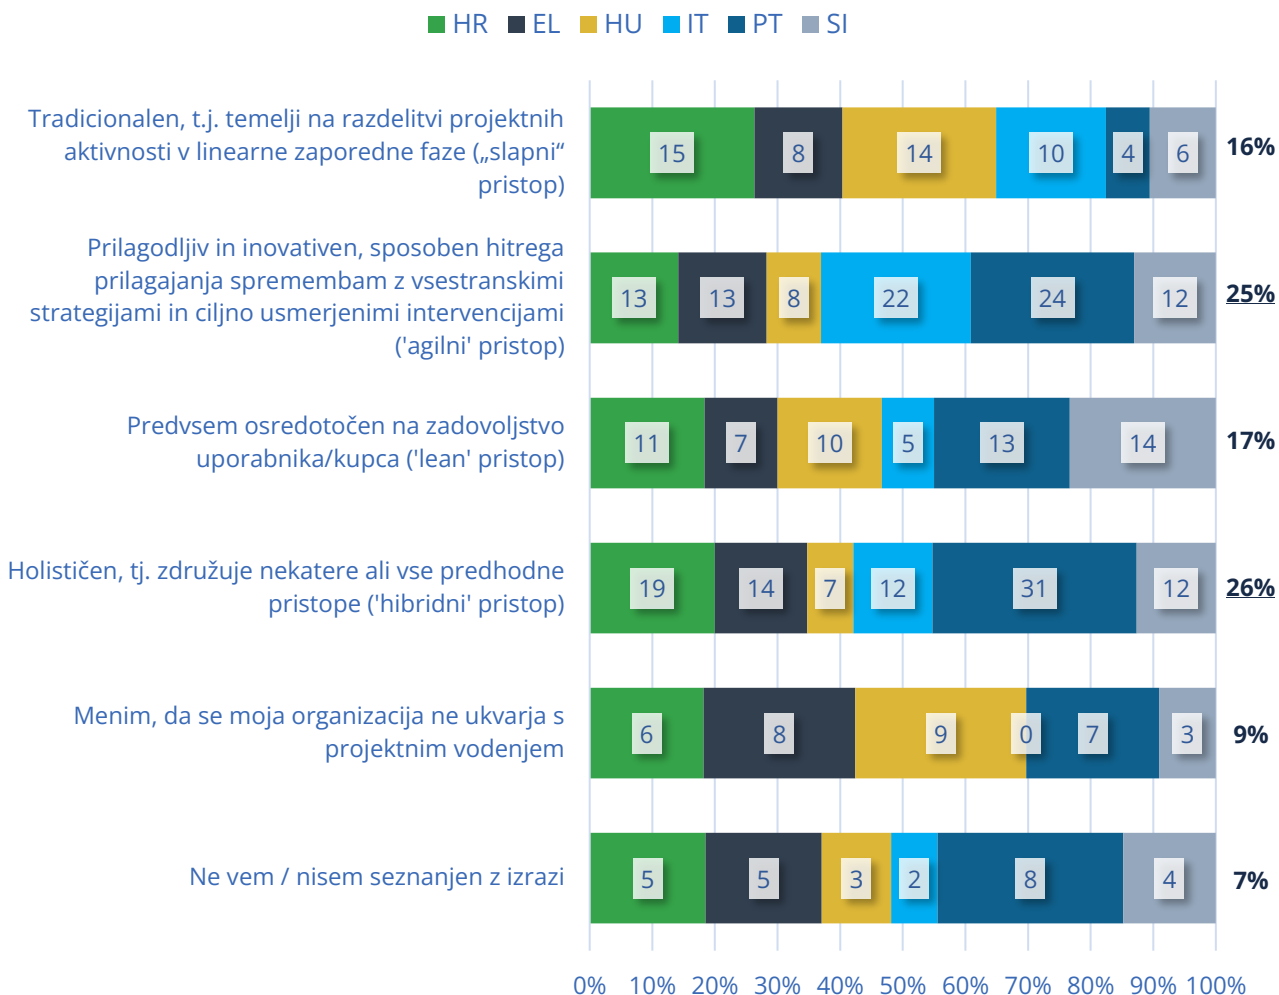 HR EL HU IT PT SI
Tradicionalen, t.j. temelji na razdelitvi projektnih
aktivnosti v linearne zaporedne faze („slapni“
pristop)
15 8 14 10 4 6 16%
Prilagodljiv in inovativen, sposoben hitrega
prilagajanja spremembam z vsestranskimi
strategijami in ciljno usmerjenimi intervencijami
('agilni' pristop)
13 13 8 22 24 12 25%
Predvsem osredotočen na zadovoljstvo
uporabnika/kupca ('lean' pristop)
11 7 10 5 13 14 17%
Holističen, tj. združuje nekatere ali vse predhodne
pristope ('hibridni' pristop)
19 14 7 12 31 12 26%
Menim, da se moja organizacija ne ukvarja s
projektnim vodenjem
6 8 9 0 7 3 9%
Ne vem / nisem seznanjen z izrazi
5 5 3 2 8 4 7%
0% 10% 20% 30% 40% 50% 60% 70% 80% 90% 100%